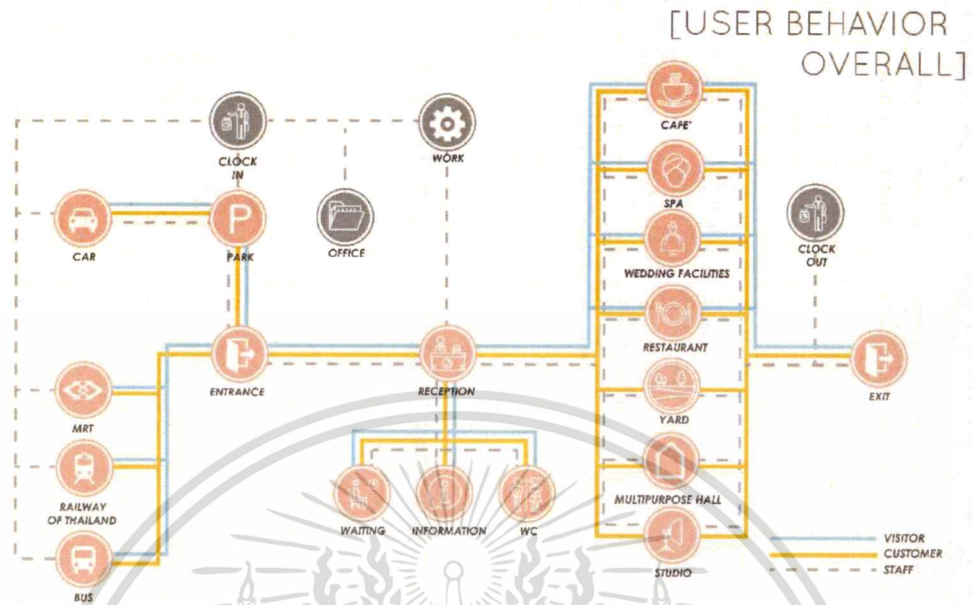 [USER BEHAVIOR
OVERALL]
CLOCK
IN
WORK
CAFE'
SPA
CAR
PARK
P
OFFICE
WEDDING FACILITIES
CLOCK
OUT
RESTAURANT
ENTRANCE
RECEPTION
YARD
EXIT
MRT
RAILWAY
OF THAILAND
WAITING
INFORMATION
WC
MULTIPURPOSE HALL
STUDIO
BUS
VISITOR
CUSTOMER
STAFF